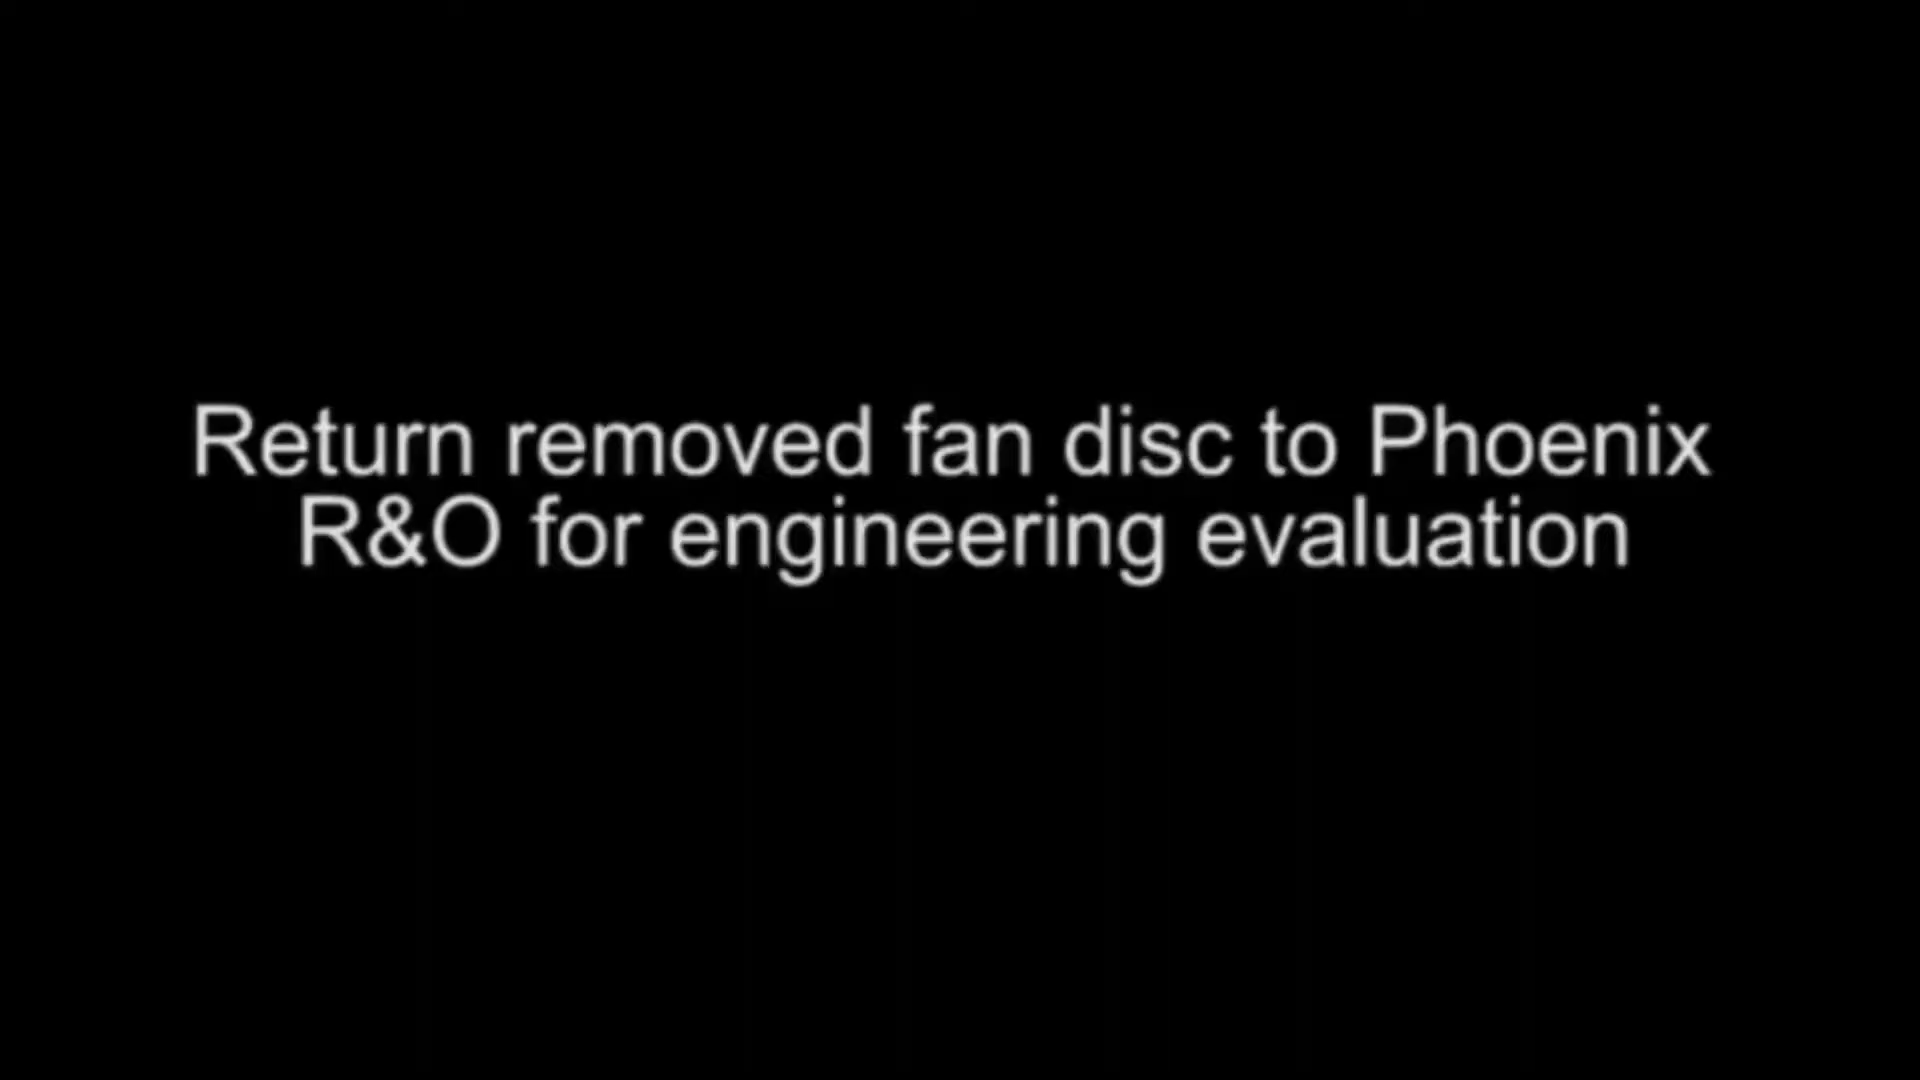 Return removed fan disc to Phoenix
R&O for engineering evaluation